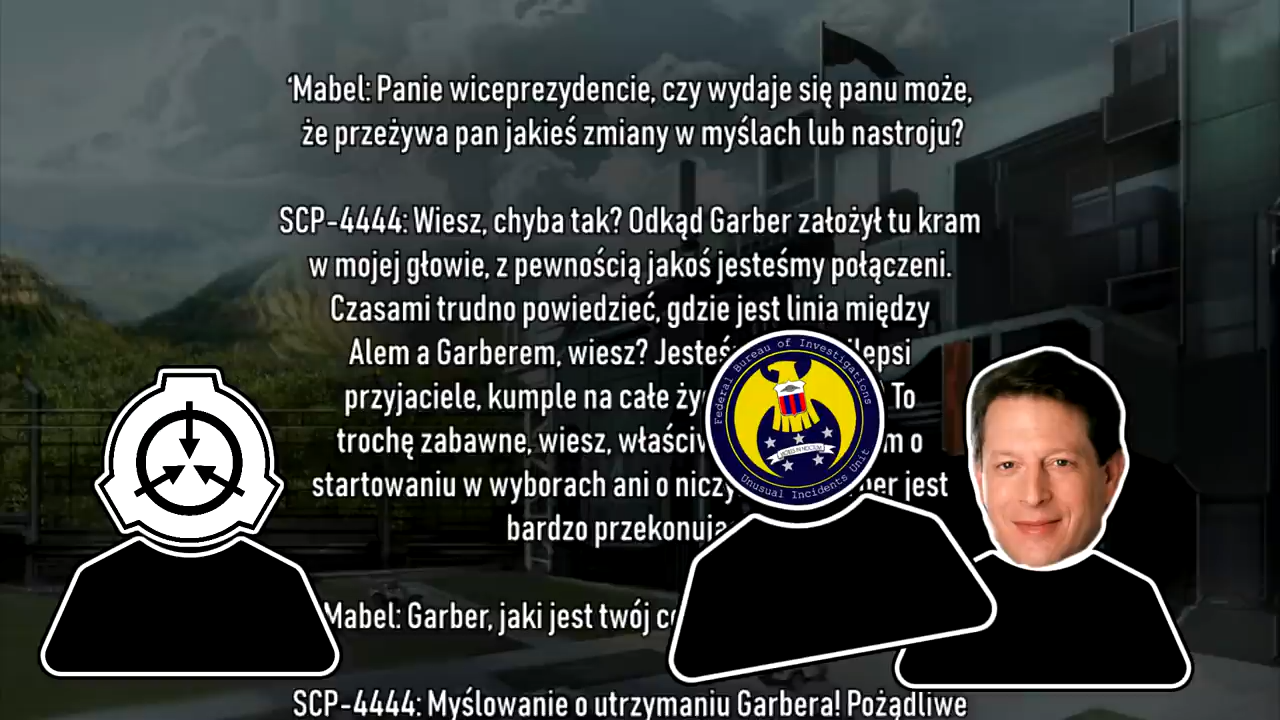 ‘Mabel: Panie wiceprezydencie, czy wydaje się panu może,
że przeżywa pan jakieś zmiany w myślach lub nastroju?
SCP-4444: Wiesz, chyba tak? Odkąd Garber założył tu kram
w mojej głowie, z pewnością jakoś jesteśmy połączeni.
Czasami trudno powiedzieć, gdzie jest linia między
Alem a Garberem, wiesz?
przyjaciele, kumple na całe To
trochę zabawne, wiesz, o
startowaniu w wyborach ani o jest
bardzo
Mabel: Garber, jaki jest twój
SCP-4444: Myślowanie o utrzymaniu Garbera! Pożądliwe
Federal Bureau of Investigations
Unusual Incidents Unit